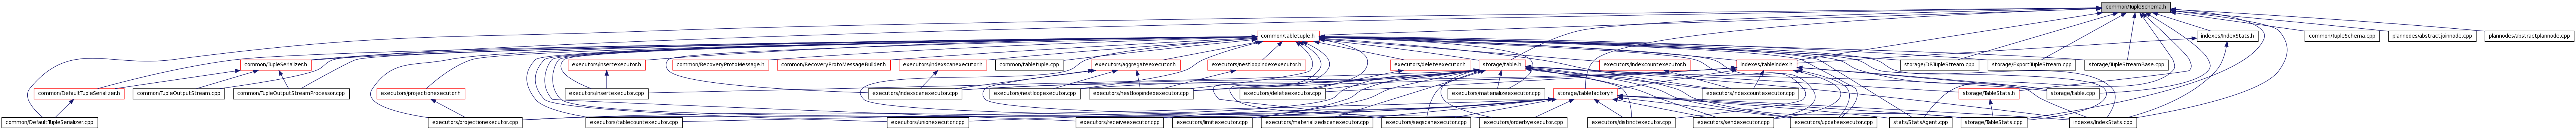 common/TupleSchema.h
common/tabletuple.h
indexes/IndexStats.h
common/TupleSchema.cpp
plannodes/abstractjoinnode.cpp
plannodes/abstractplannode.cpp
common/TupleSerializer.h
executors/insertexecutor.h
common/RecoveryProtoMessage.h
common/RecoveryProtoMessageBuilder.h
executors/indexscanexecutor.h
common/tabletuple.cpp
executors/aggregateexecutor.h
executors/nestloopindexexecutor.h
executors/deleteexecutor.h
storage/table.h
executors/indexcountexecutor.h
indexes/tableindex.h
storage/DRTupleStream.cpp
storage/ExportTupleStream.cpp
storage/TupleStreamBase.cpp
common/DefaultTupleSerializer.h
common/TupleOutputStream.cpp
common/TupleOutputStreamProcessor.cpp
executors/projectionexecutor.h
executors/insertexecutor.cpp
executors/indexscanexecutor.cpp
executors/nestloopexecutor.cpp
executors/nestloopindexexecutor.cpp
executors/deleteexecutor.cpp
executors/materializeexecutor.cpp
storage/tablefactory.h
executors/indexcountexecutor.cpp
storage/TableStats.h
storage/table.cpp
common/DefaultTupleSerializer.cpp
executors/projectionexecutor.cpp
executors/tablecountexecutor.cpp
executors/unionexecutor.cpp
executors/receiveexecutor.cpp
executors/limitexecutor.cpp
executors/materializedscanexecutor.cpp
executors/seqscanexecutor.cpp
executors/orderbyexecutor.cpp
executors/distinctexecutor.cpp
executors/sendexecutor.cpp
executors/updateexecutor.cpp
stats/StatsAgent.cpp
storage/TableStats.cpp
indexes/IndexStats.cpp